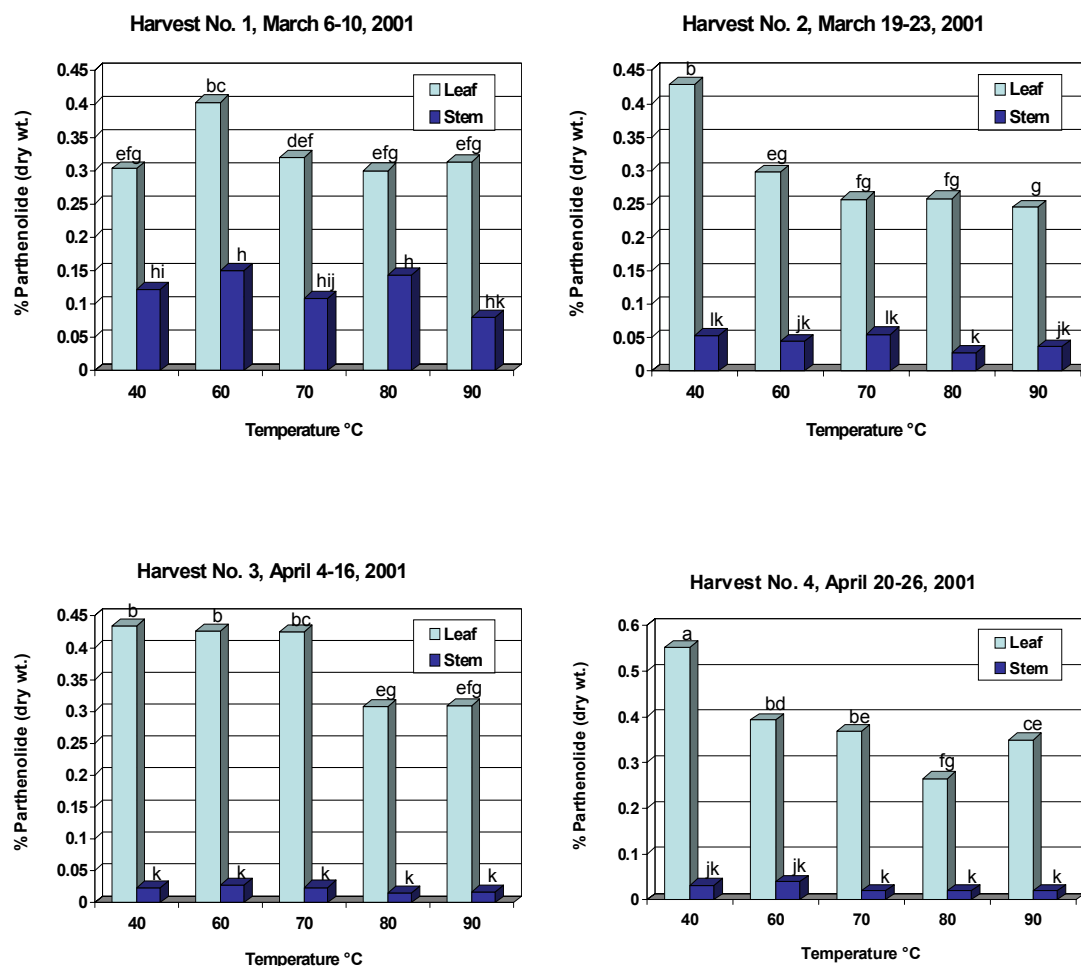 Harvest No. 1, March 6-10, 2001
% Parthenolide (dry wt.)
0.45
0.4
0.35
0.3
0.25
0.2
0.15
0.1
0.05
0
Leaf
Stem
efg
bc
def
efg
efg
hi
h
hij
h
hk
40 60 70 80 90
Temperature °C
Harvest No. 2, March 19-23, 2001
% Parthenolide (dry wt.)
0.45
0.4
0.35
0.3
0.25
0.2
0.15
0.1
0.05
0
Leaf
Stem
b
eg
fg
fg
g
lk
jk
lk
k
jk
40 60 70 80 90
Temperature °C
Harvest No. 3, April 4-16, 2001
% Parthenolide (dry wt.)
0.45
0.4
0.35
0.3
0.25
0.2
0.15
0.1
0.05
0
Leaf
Stem
b
b
bc
eg
efg
k
k
k
k
k
40 60 70 80 90
Temperature °C
Harvest No. 4, April 20-26, 2001
% Parthenolide (dry wt.)
0.6
0.5
0.4
0.3
0.2
0.1
0
Leaf
Stem
a
bd
be
fg
ce
jk
jk
k
k
k
40 60 70 80 90
Temperature °C